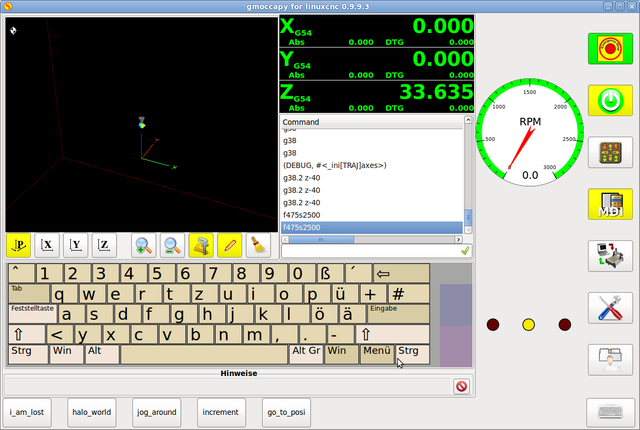 gmoccapy for linuxcnc 0.9.9.3
X G54 0.000
Abs 0.000 DTG 0.000
Y G54 0.000
Abs 0.000 DTG 0.000
Z G54 33.635
Abs 0.000 DTG 0.000
Command
g38
g38
(DEBUG, #<_ini[TRAJ]axes>)
g38.2 z-40
g38.2 z-40
g38.2 z-40
f475s2500
f475s2500
P X Y Z
500 1000 1500 2000 2500 3000
RPM
0.0
MDI
^ 1 2 3 4 5 6 7 8 9 0 ß ´ ⇦
Tab q w e r t z u i o p ü + #
Feststelltaste a s d f g h j k l ö ä Eingabe
⇧ < y x c v b n m , . - ⇧
Strg Win Alt Alt Gr Win Menü Strg
Hinweise
i_am_lost halo_world jog_around increment go_to_posi